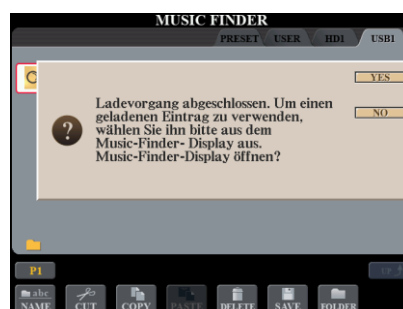 MUSIC FINDER
PRESET USER HD1 USB1
YES
Ladevorgang abgeschlossen. Um einen
geladenen Eintrag zu verwenden,
wählen Sie ihn bitte aus dem
Music-Finder- Display aus.
Music-Finder-Display öffnen?
NO
?
P1
UP
abc
NAME CUT COPY PASTE DELETE SAVE FOLDER